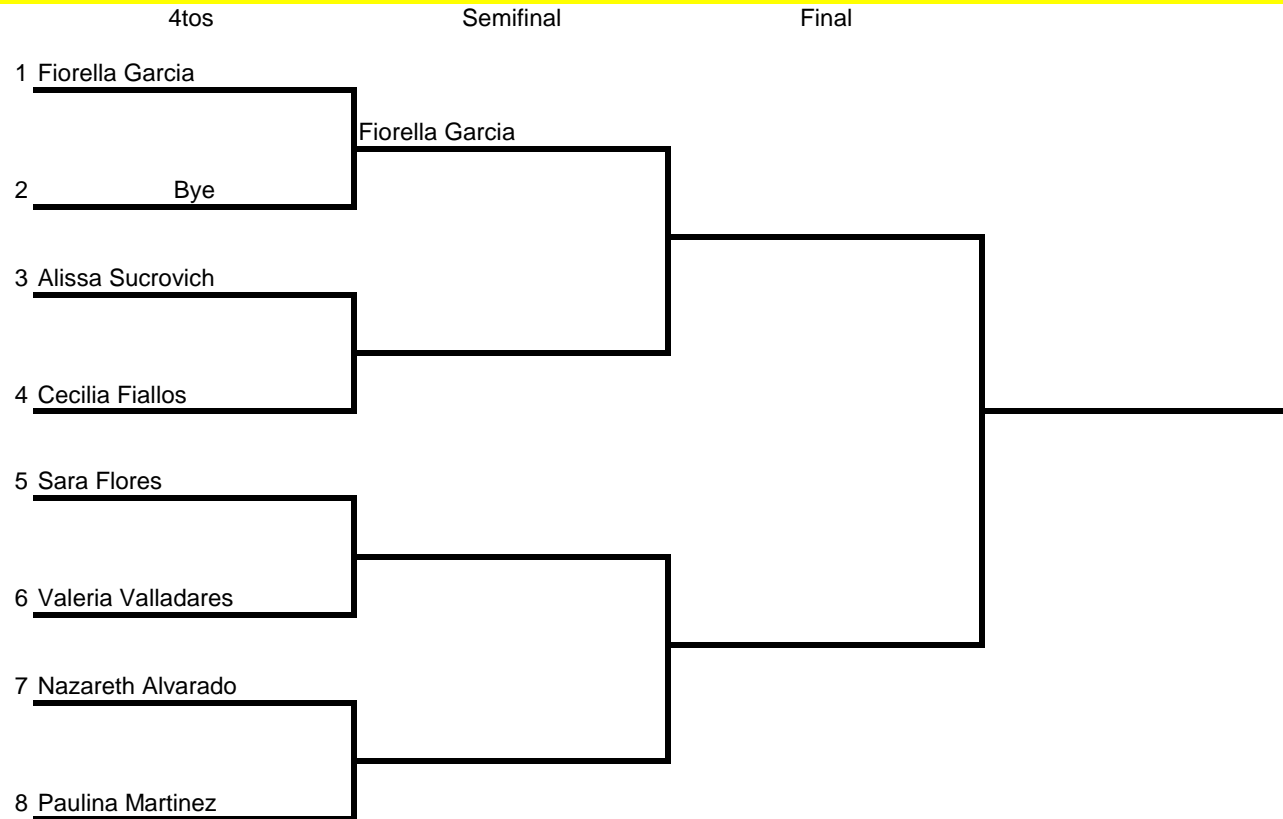 4tos Semifinal Final
1 Fiorella Garcia
Fiorella Garcia
2 Bye
3 Alissa Sucrovich
4 Cecilia Fiallos
5 Sara Flores
6 Valeria Valladares
7 Nazareth Alvarado
8 Paulina Martinez